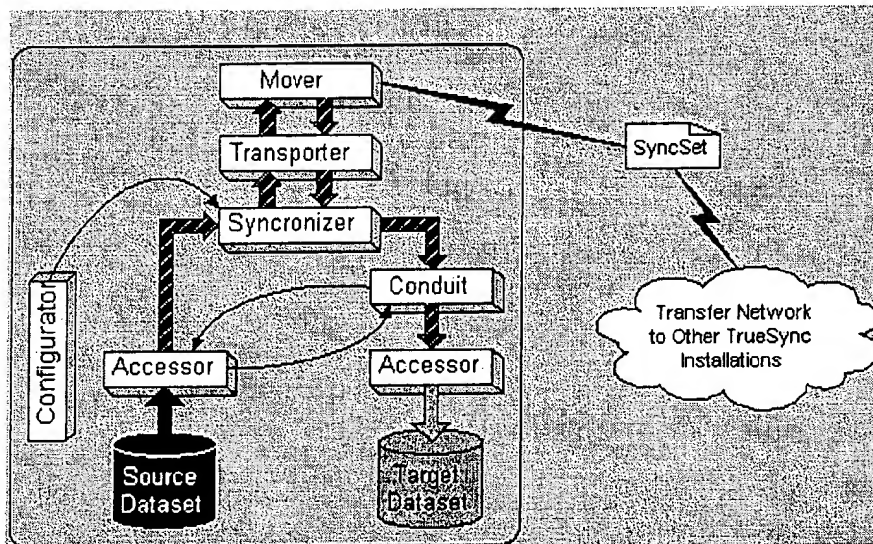 Mover
Transporter
SyncSet
Syncronizer
Conduit
Configurator
Transfer Network
to Other TrueSync
Installations
Accessor
Accessor
Source
Dataset
Target
Dataset